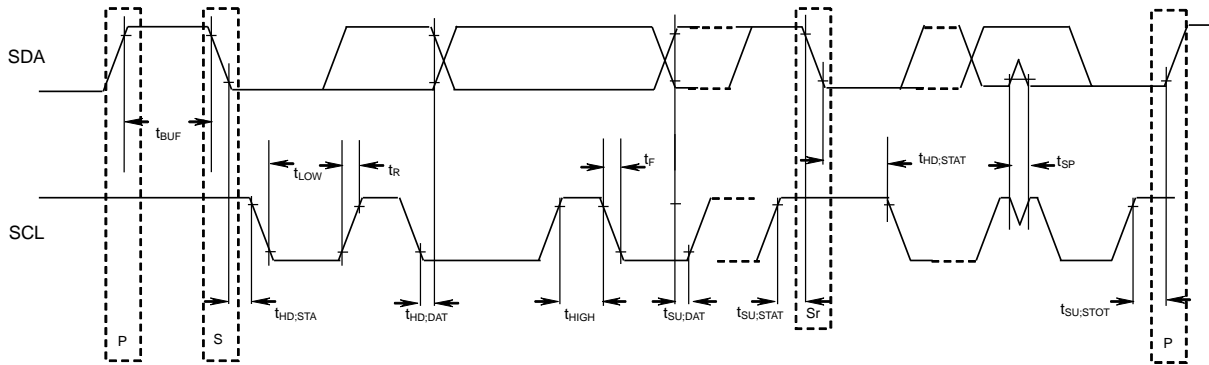 SDA
tBUF
tLOW
tR
tF
tHD;STAT
tSP
SCL
tHD;STA
tHD;DAT
tHIGH
tSU;DAT
tSU;STAT
Sr
tSU;STOT
P
S
P